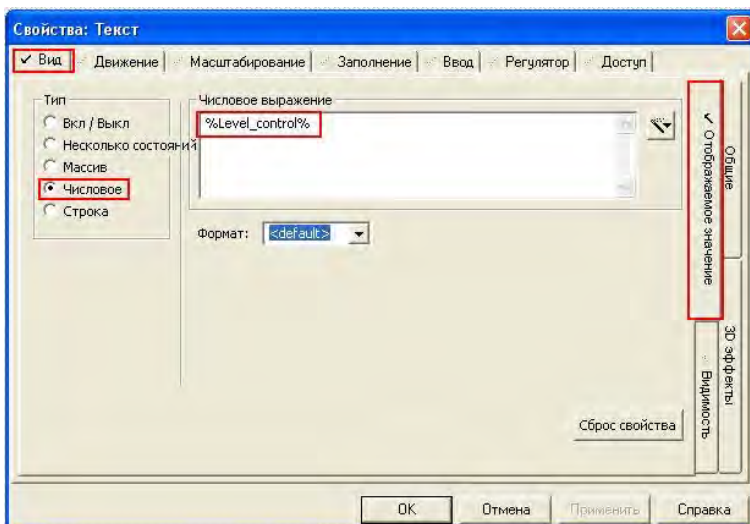 Свойства: Текст
Вид
Движение
Масштабирование
Заполнение
Ввод
Регулятор
Доступ
Тип
Вкл / Выкл
Несколько состояний
Массив
Числовое
Строка
Числовое выражение
%Level_control%
Формат:
<default>
Отображаемое значение
Видимость
Общие
3D эффекты
Сброс свойства
OK
Отмена
Применить
Справка